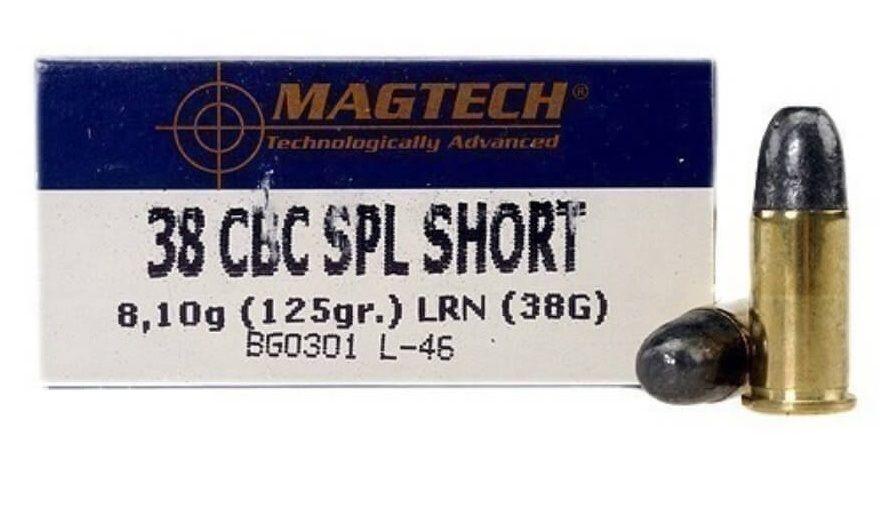 MAGTECH®
Technologically Advanced
38 CBC SPL SHORT
8,10g (125gr.) LRN (38G)
BG0301 L-46